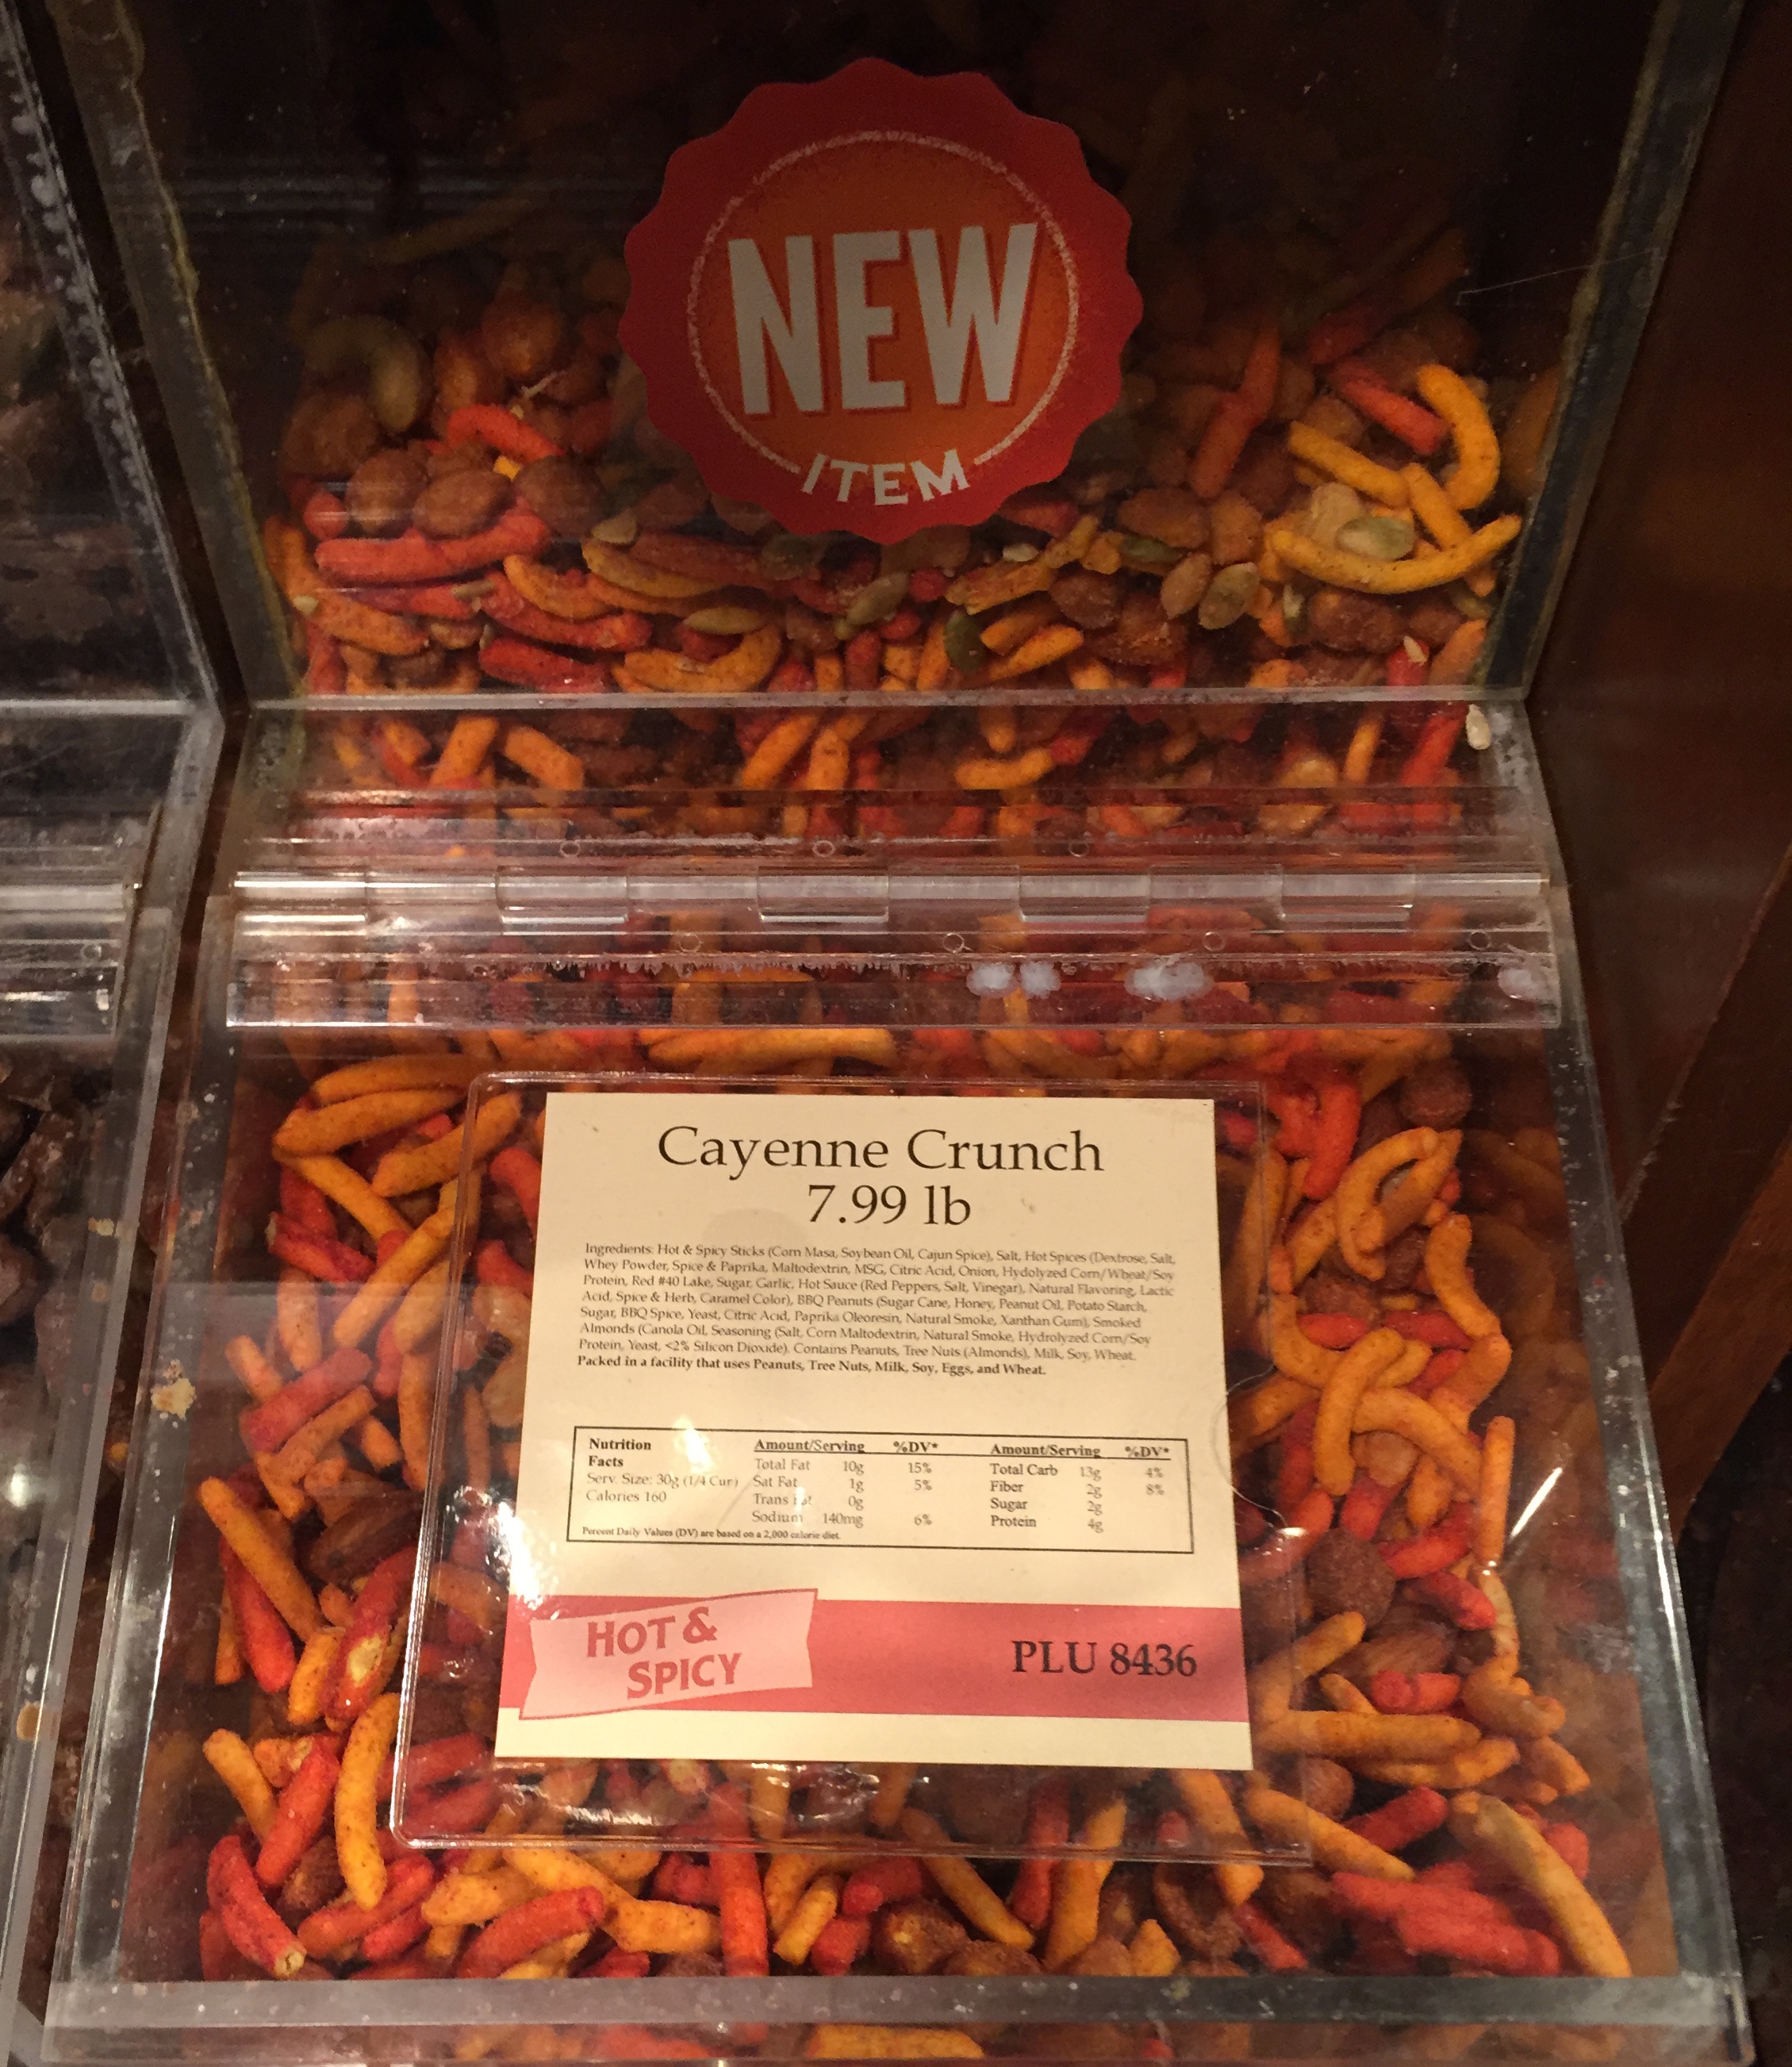 NEW
ITEM
Cayenne Crunch
7.99 lb
Ingredients: Hot & Spicy Sticks (Corn Masa, Soybean Oil, Cajun Spice), Salt, Hot Spices (Dextrose, Salt,
Whey Powder, Spice & Paprika, Maltodextrin, MSG, Citric Acid, Onion, Hydolyzed Corn/Wheat/Soy
Protein, Red #40 Lake, Sugar, Garlic, Hot Sauce (Red Peppers, Salt, Vinegar), Natural Flavoring, Lactic
Acid, Spice & Herb, Caramel Color), BBQ Peanuts (Sugar Cane, Honey, Peanut Oil, Potato Starch,
Sugar, BBQ Spice, Yeast, Citric Acid, Paprika Oleoresin, Natural Smoke, Xanthan Gum), Smoked
Almonds (Canola Oil, Seasoning (Salt, Corn Maltodextrin, Natural Smoke, Hydrolyzed Corn/Soy
Protein, Yeast, <2% Silicon Dioxide). Contains Peanuts, Tree Nuts (Almonds), Milk, Soy, Wheat.
Packed in a facility that uses Peanuts, Tree Nuts, Milk, Soy, Eggs, and Wheat.
Nutrition Amount/Serving %DV* Amount/Serving %DV*
Facts Total Fat 10g 15% Total Carb 13g 4%
Serv. Size: 30g (1/4 Cup) Sat Fat 1g 5% Fiber 2g 8%
Calories 160 Trans Fat 0g Sugar 2g
Sodium 140mg 6% Protein 4g
Percent Daily Values (DV) are based on a 2,000 calorie diet.
HOT &
SPICY
PLU 8436